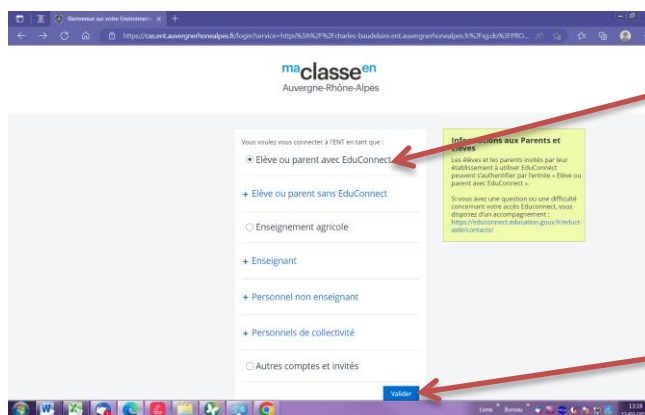 Bienvenue sur votre Environnem
https://cas.ent.auvergnerhonealpes.fr/login?service=https%3A%2F%2Fcharles-baudelaire.ent.auvergnerhonealpes.fr%2Fsg.do%3FPRO...
maclasse en
Auvergne-Rhône-Alpes
Vous voulez vous connecter à l'ENT en tant que :
Elève ou parent avec EduConnect
+ Elève ou parent sans EduConnect
Enseignement agricole
+ Enseignant
+ Personnel non enseignant
+ Personnels de collectivité
Autres comptes et invités
Valider
Informations aux Parents et
Elèves
Les élèves et les parents invités par leur
établissement à utiliser EduConnect
peuvent s'authentifier par l'entrée « Elève ou
parent avec EduConnect ».
Si vous avez une question ou une difficulté
concernant votre accès Educonnect, vous
disposez d'un accompagnement :
https://educonnect.education.gouv.fr/educt-
aide/contacts/
Liens
Bureau
13:18